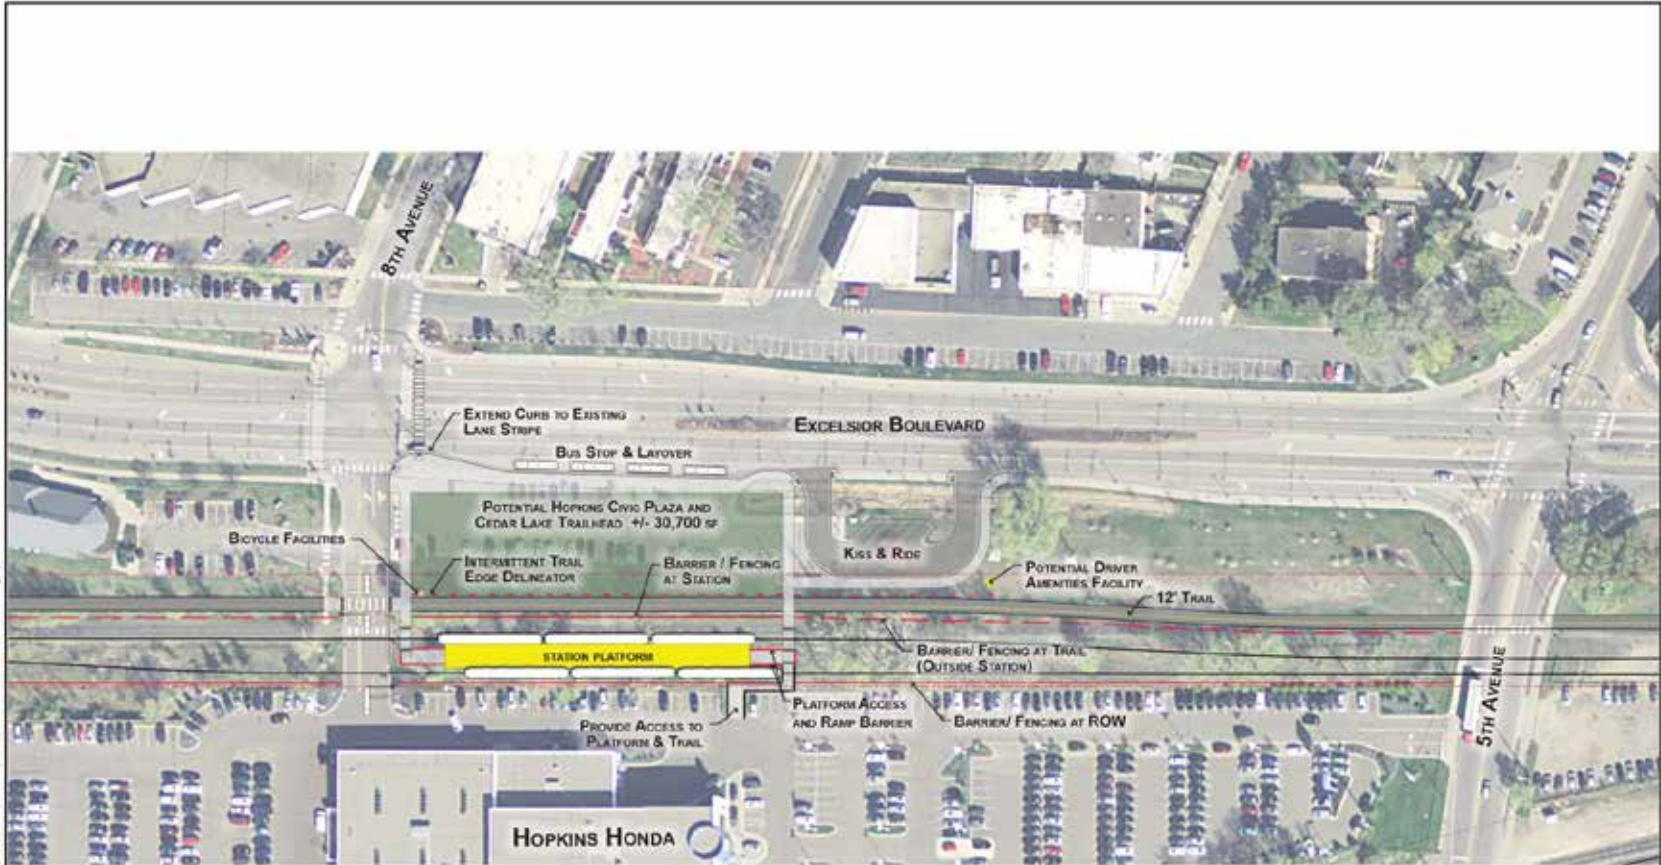 8TH AVENUE
EXTEND CURB TO EXISTING
LANE STRIPE
EXCELSIOR BOULEVARD
BUS STOP & LAYOVER
POTENTIAL HOPKINS CIVIC PLAZA AND
CEDAR LAKE TRAILHEAD +/- 30,700 SF
BICYCLE FACILITIES
KISS & RIDE
INTERMITTENT TRAIL
EDGE DELINEATOR
BARRIER / FENCING
AT STATION
POTENTIAL DRIVER
AMENITIES FACILITY
12' TRAIL
STATION PLATFORM
BARRIER/ FENCING AT TRAIL
(OUTSIDE STATION)
5TH AVENUE
PLATFORM ACCESS
AND RAMP BARRIER
BARRIER/ FENCING AT ROW
PROVIDE ACCESS TO
PLATFORM & TRAIL
HOPKINS HONDA